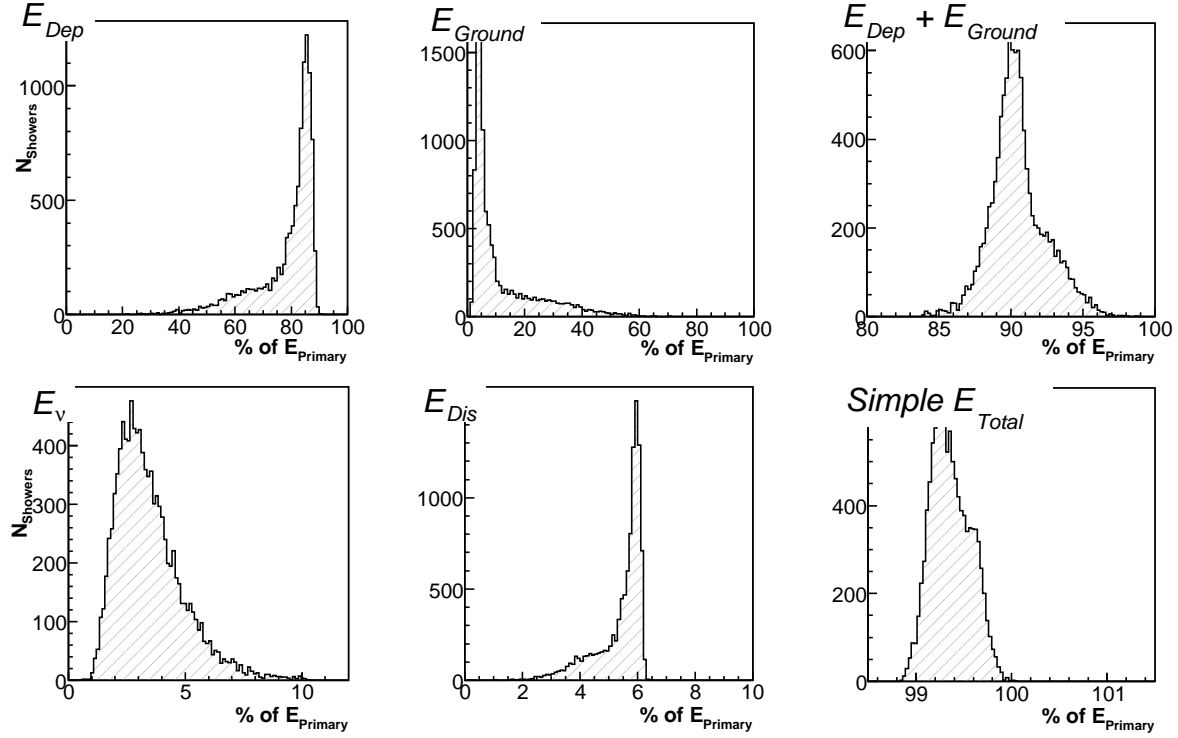 E_Dep
N_Showers
1000
500
0
0 20 40 60 80 100
% of E_Primary
E_Ground
1500
1000
500
0
0 20 40 60 80 100
% of E_Primary
E_Dep + E_Ground
600
400
200
0
80 85 90 95 100
% of E_Primary
E_ν
N_Showers
400
300
200
100
0
0 5 10
% of E_Primary
E_Dis
1000
500
0
0 2 4 6 8 10
% of E_Primary
Simple E_Total
400
200
0
99 100 101
% of E_Primary